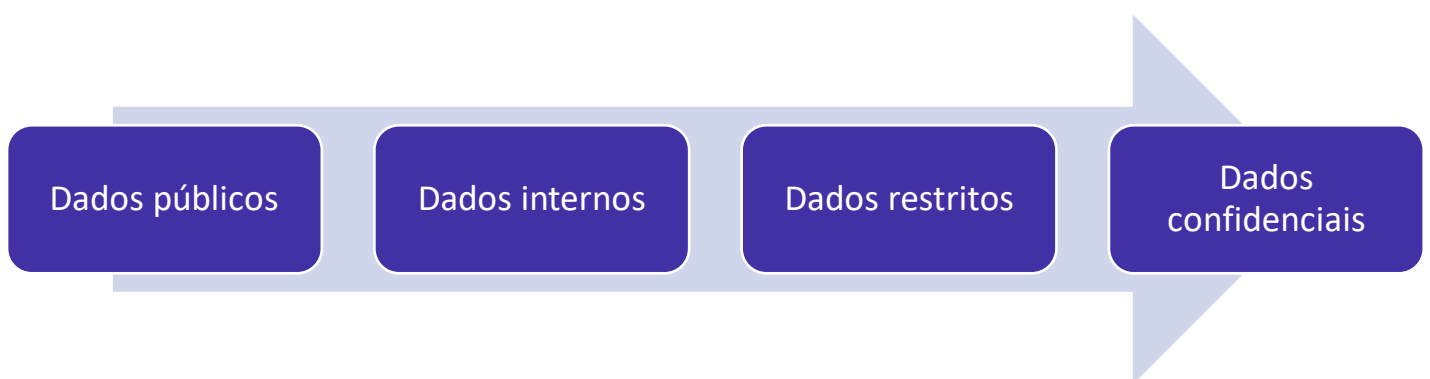 Dados públicos
Dados internos
Dados restritos
Dados
confidenciais